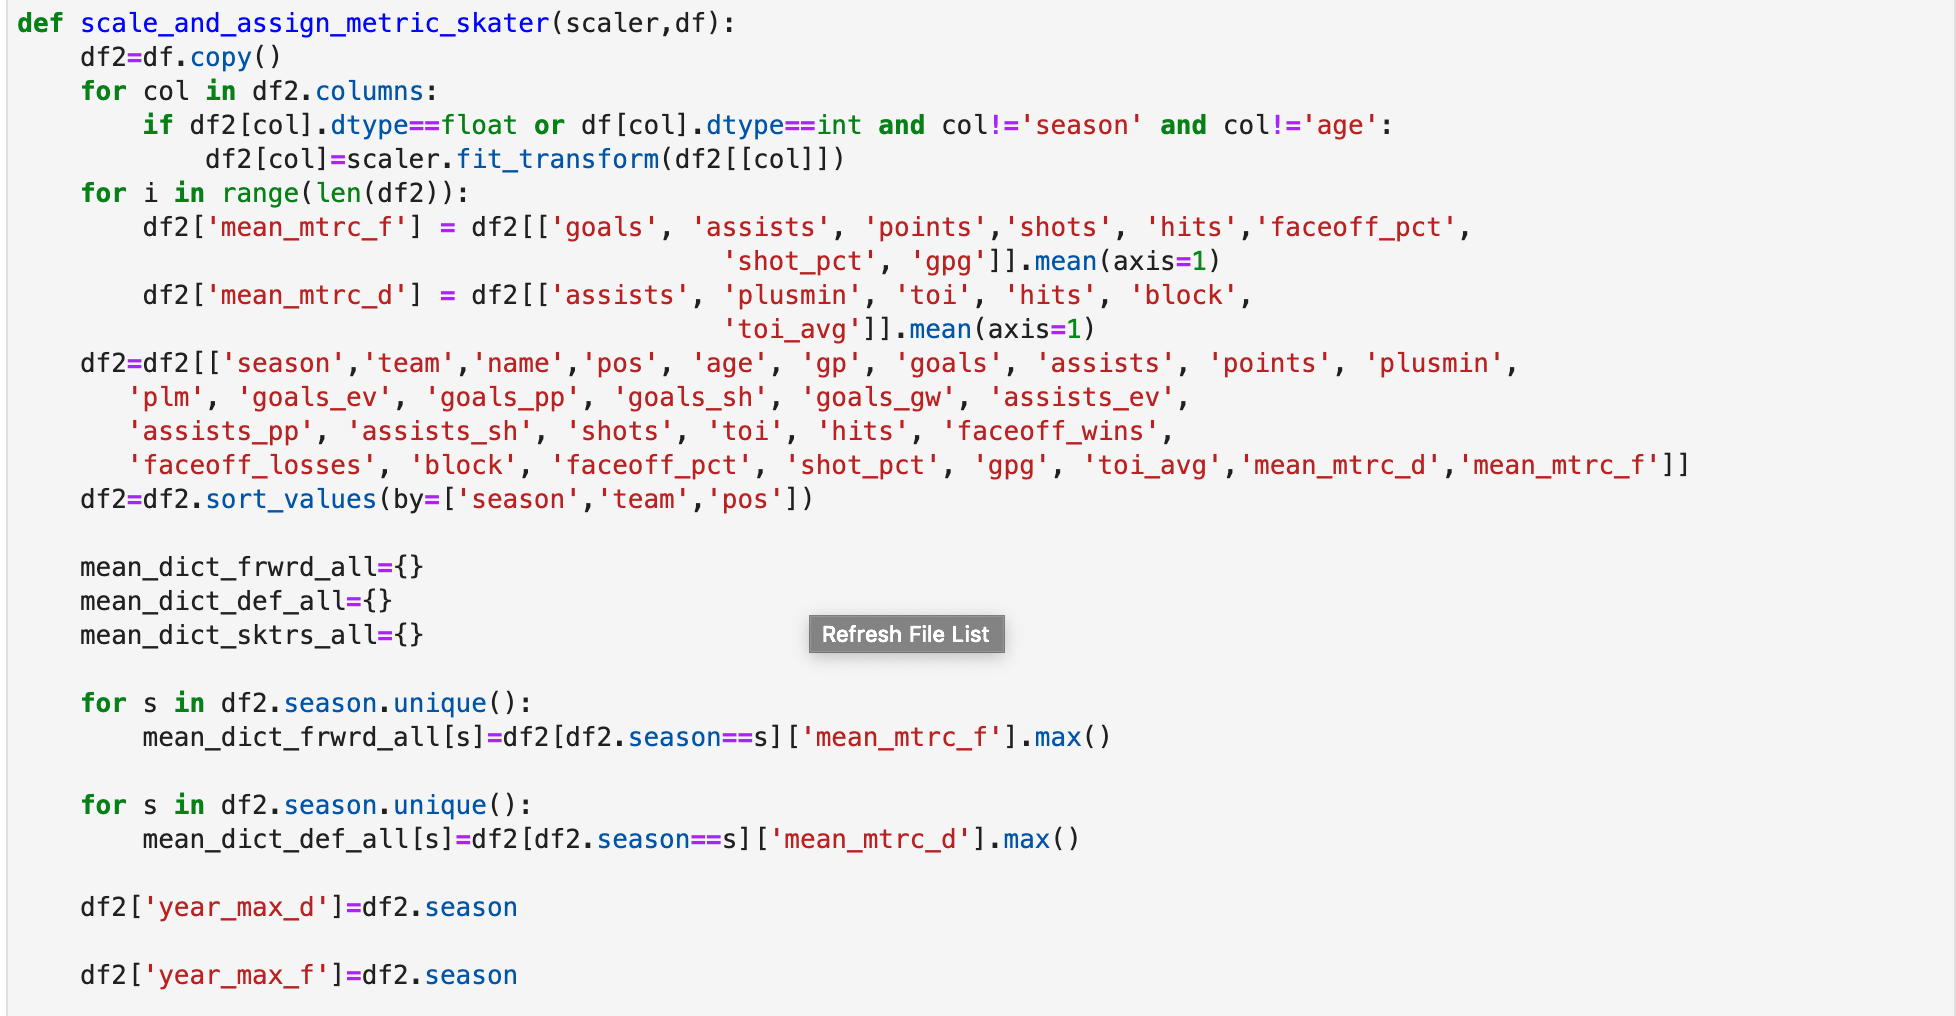 def scale_and_assign_metric_skater(scaler,df):
    df2=df.copy()
    for col in df2.columns:
        if df2[col].dtype==float or df[col].dtype==int and col!='season' and col!='age':
            df2[col]=scaler.fit_transform(df2[[col]])
    for i in range(len(df2)):
        df2['mean_mtrc_f'] = df2[['goals', 'assists', 'points','shots', 'hits','faceoff_pct',
                                         'shot_pct', 'gpg']].mean(axis=1)
        df2['mean_mtrc_d'] = df2[['assists', 'plusmin', 'toi', 'hits', 'block',
                                         'toi_avg']].mean(axis=1)
    df2=df2[['season','team','name','pos', 'age', 'gp', 'goals', 'assists', 'points', 'plusmin',
       'plm', 'goals_ev', 'goals_pp', 'goals_sh', 'goals_gw', 'assists_ev',
       'assists_pp', 'assists_sh', 'shots', 'toi', 'hits', 'faceoff_wins',
       'faceoff_losses', 'block', 'faceoff_pct', 'shot_pct', 'gpg', 'toi_avg','mean_mtrc_d','mean_mtrc_f']]
    df2=df2.sort_values(by=['season','team','pos'])

    mean_dict_frwrd_all={}
    mean_dict_def_all={}
    mean_dict_sktrs_all={}
Refresh File List

    for s in df2.season.unique():
        mean_dict_frwrd_all[s]=df2[df2.season==s]['mean_mtrc_f'].max()

    for s in df2.season.unique():
        mean_dict_def_all[s]=df2[df2.season==s]['mean_mtrc_d'].max()

    df2['year_max_d']=df2.season

    df2['year_max_f']=df2.season